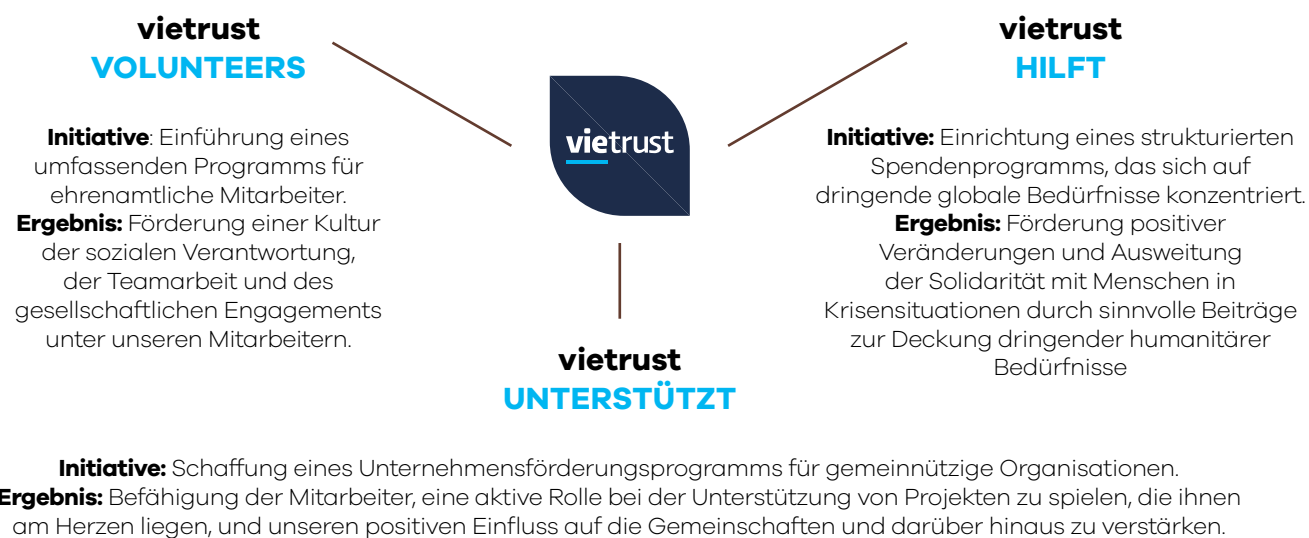 vietrust
VOLUNTEERS
Initiative: Einführung eines
umfassenden Programms für
ehrenamtliche Mitarbeiter.
Ergebnis: Förderung einer Kultur
der sozialen Verantwortung,
der Teamarbeit und des
gesellschaftlichen Engagements
unter unseren Mitarbeitern.
vietrust
vietrust
HILFT
Initiative: Einrichtung eines strukturierten
Spendenprogramms, das sich auf
dringende globale Bedürfnisse konzentriert.
Ergebnis: Förderung positiver
Veränderungen und Ausweitung
der Solidarität mit Menschen in
Krisensituationen durch sinnvolle Beiträge
zur Deckung dringender humanitärer
Bedürfnisse
vietrust
UNTERSTÜTZT
Initiative: Schaffung eines Unternehmensförderungsprogramms für gemeinnützige Organisationen.
Ergebnis: Befähigung der Mitarbeiter, eine aktive Rolle bei der Unterstützung von Projekten zu spielen, die ihnen
am Herzen liegen, und unseren positiven Einfluss auf die Gemeinschaften und darüber hinaus zu verstärken.